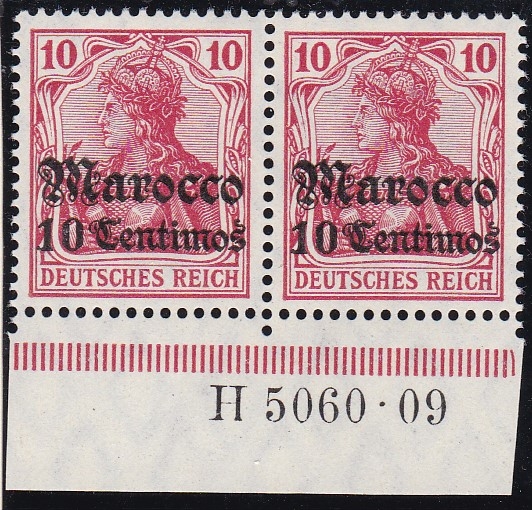 10 10 10 10
Marocco Marocco
10 Centimos 10 Centimos
DEUTSCHES REICH DEUTSCHES REICH
H 5060·09